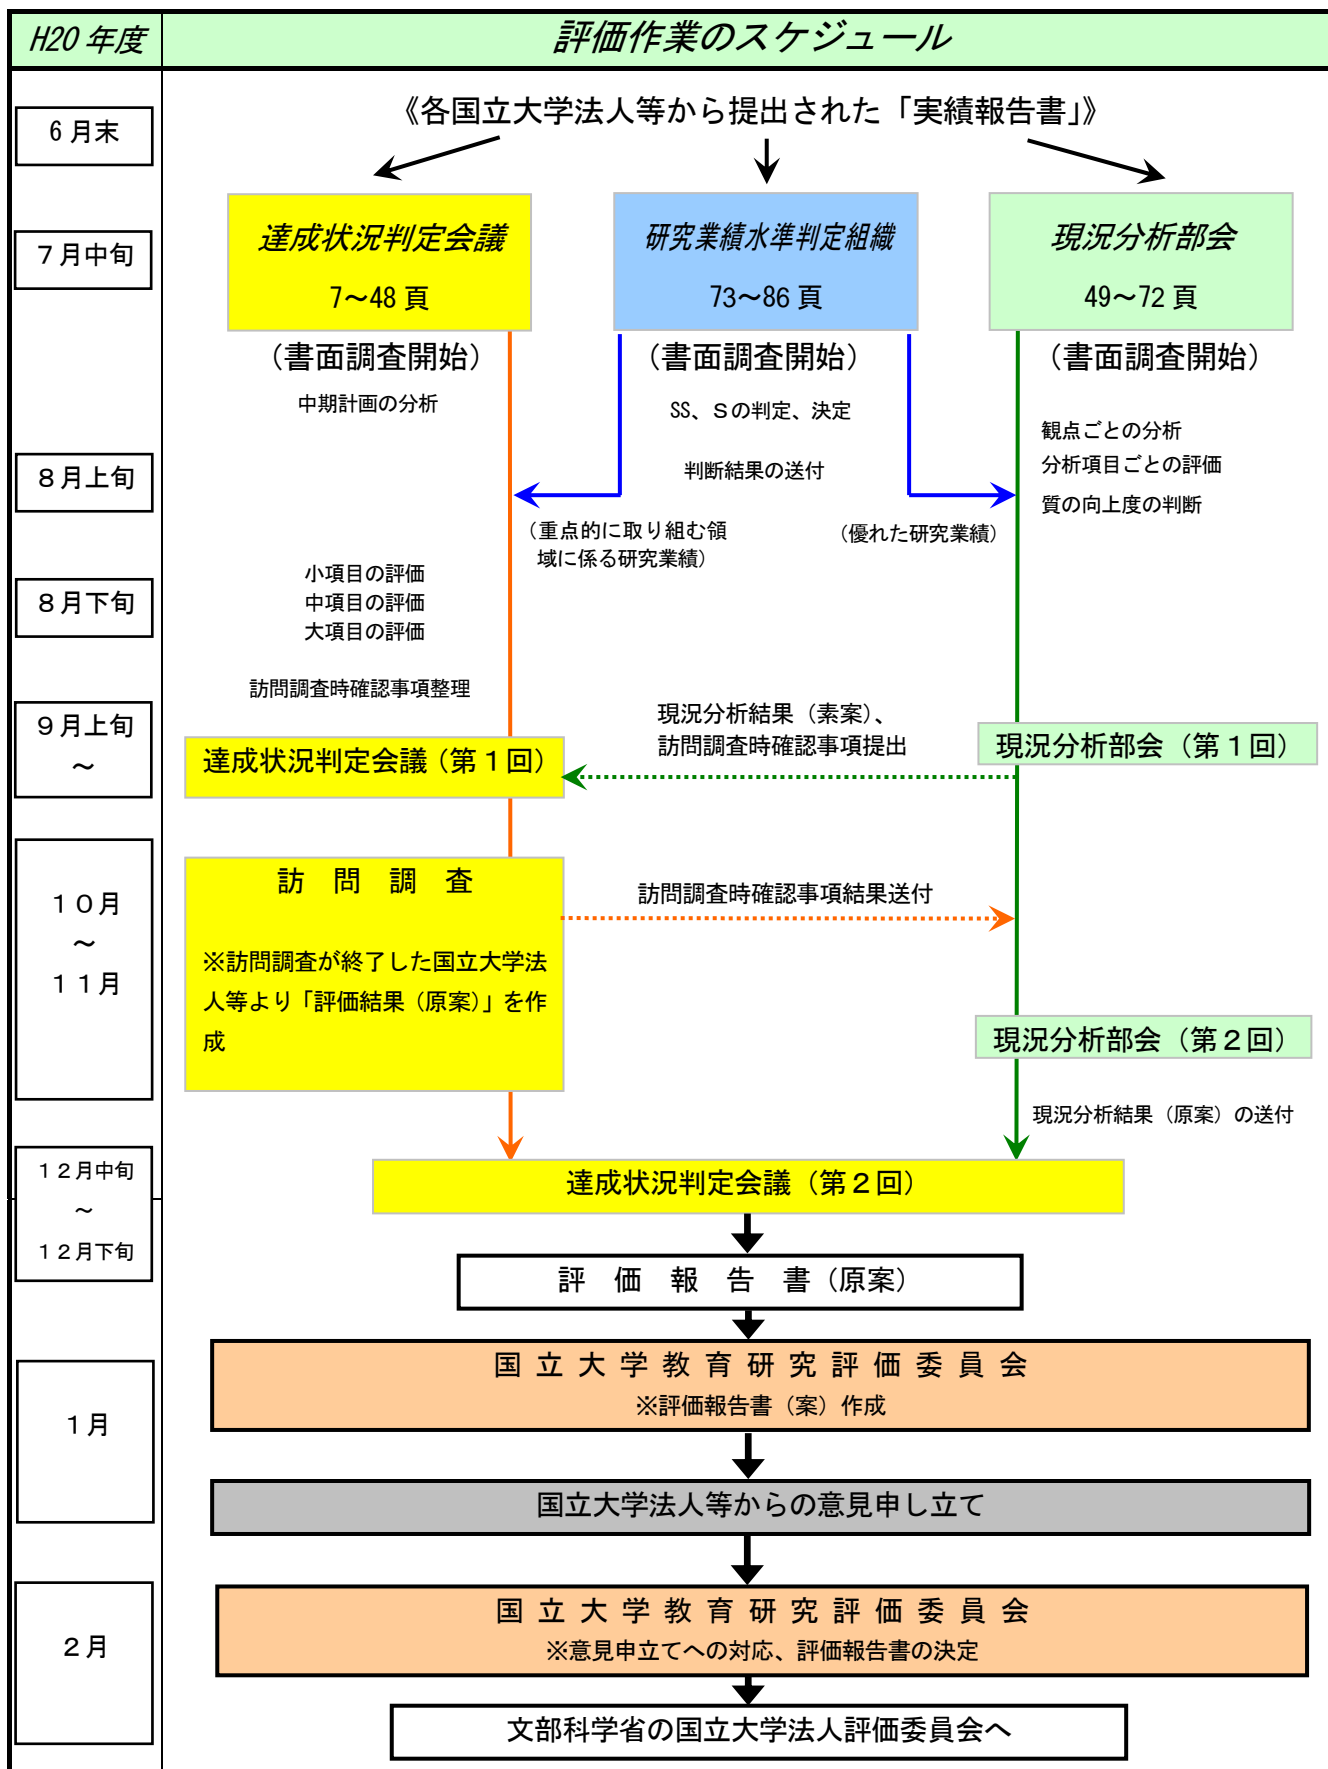 H20年度
評価作業のスケジュール
6月末
《各国立大学法人等から提出された「実績報告書」》
7月中旬
達成状況判定会議
7～48頁
研究業績水準判定組織
73～86頁
現況分析部会
49～72頁
（書面調査開始）
（書面調査開始）
（書面調査開始）
中期計画の分析
SS、Sの判定、決定
観点ごとの分析
分析項目ごとの評価
質の向上度の判断
8月上旬
判断結果の送付
（重点的に取り組む領
域に係る研究業績）
（優れた研究業績）
8月下旬
小項目の評価
中項目の評価
大項目の評価
訪問調査時確認事項整理
9月上旬
～
達成状況判定会議（第1回）
現況分析結果（素案）、
訪問調査時確認事項提出
現況分析部会（第1回）
10月
～
11月
訪　問　調　査
※訪問調査が終了した国立大学法
人等より「評価結果（原案）」を作
成
訪問調査時確認事項結果送付
現況分析部会（第2回）
現況分析結果（原案）の送付
12月中旬
～
12月下旬
達成状況判定会議（第2回）
評　価　報　告　書（原案）
1月
国立大学教育研究評価委員会
※評価報告書（案）作成
国立大学法人等からの意見申し立て
2月
国立大学教育研究評価委員会
※意見申立てへの対応、評価報告書の決定
文部科学省の国立大学法人評価委員会へ